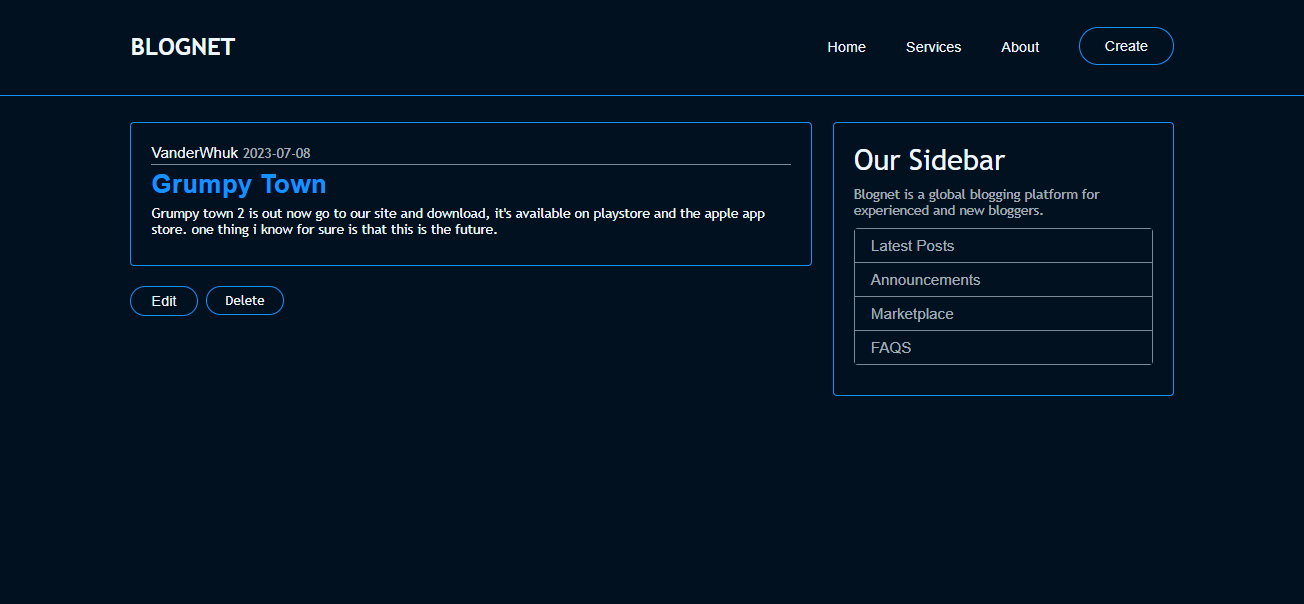 BLOGNET
Home Services About Create
VanderWhuk 2023-07-08
Grumpy Town
Grumpy town 2 is out now go to our site and download, it's available on playstore and the apple app
store. one thing i know for sure is that this is the future.
Edit Delete
Our Sidebar
Blognet is a global blogging platform for
experienced and new bloggers.
Latest Posts
Announcements
Marketplace
FAQS